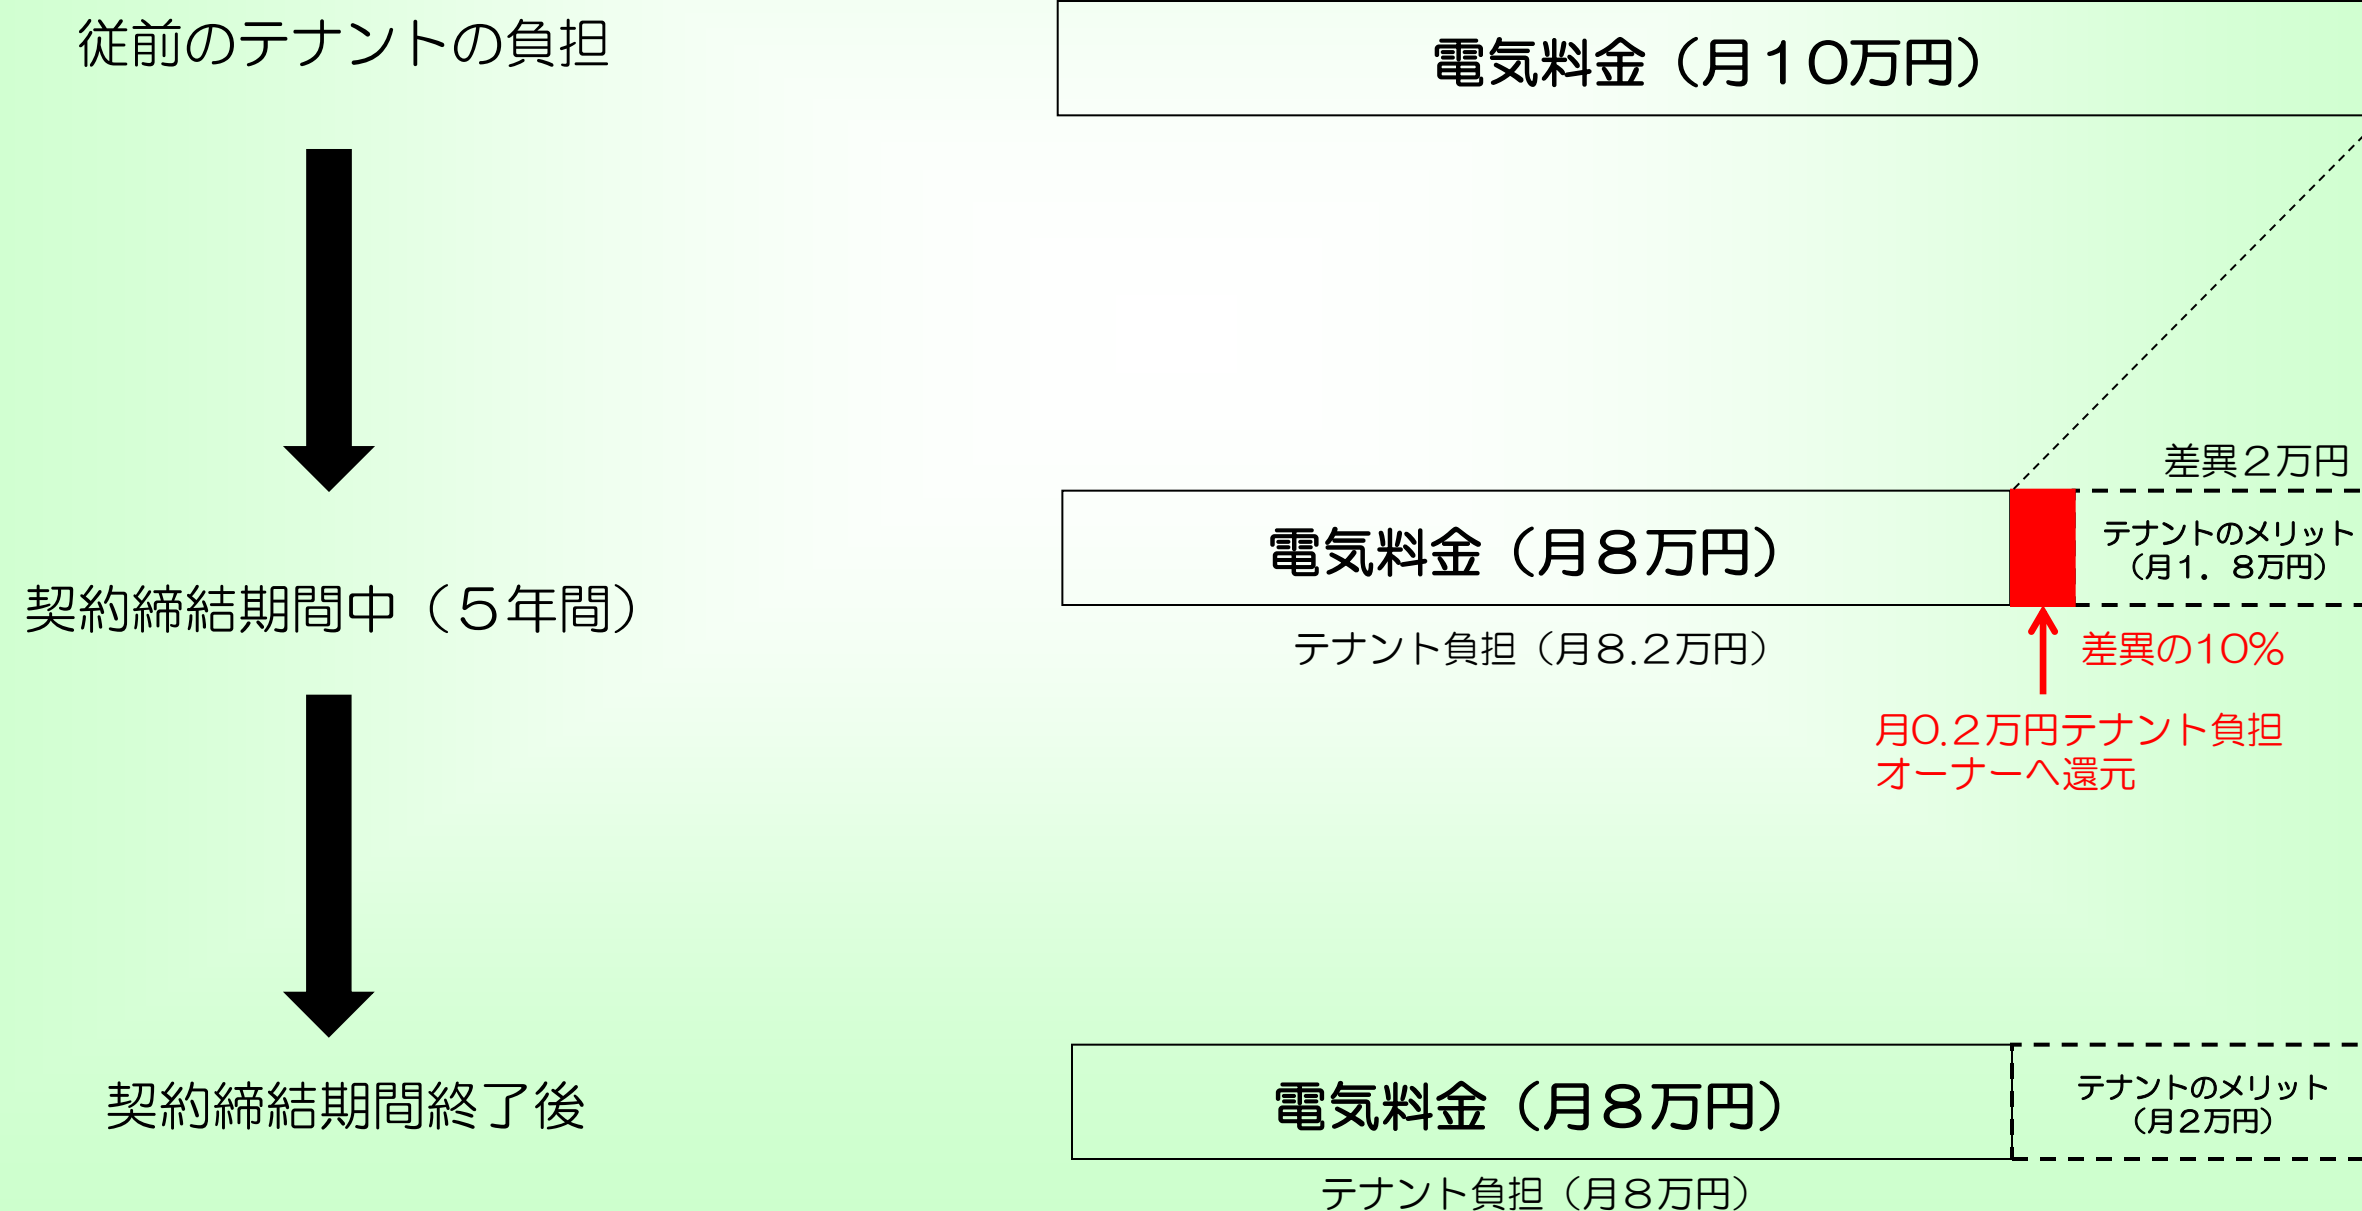 従前のテナントの負担
電気料金（月１０万円）
差異２万円
電気料金（月８万円）
テナントのメリット
（月１．８万円）
契約締結期間中（５年間）
テナント負担（月８.２万円）
差異の10%
月0.２万円テナント負担
オーナーへ還元
契約締結期間終了後
電気料金（月８万円）
テナントのメリット
（月２万円）
テナント負担（月８万円）